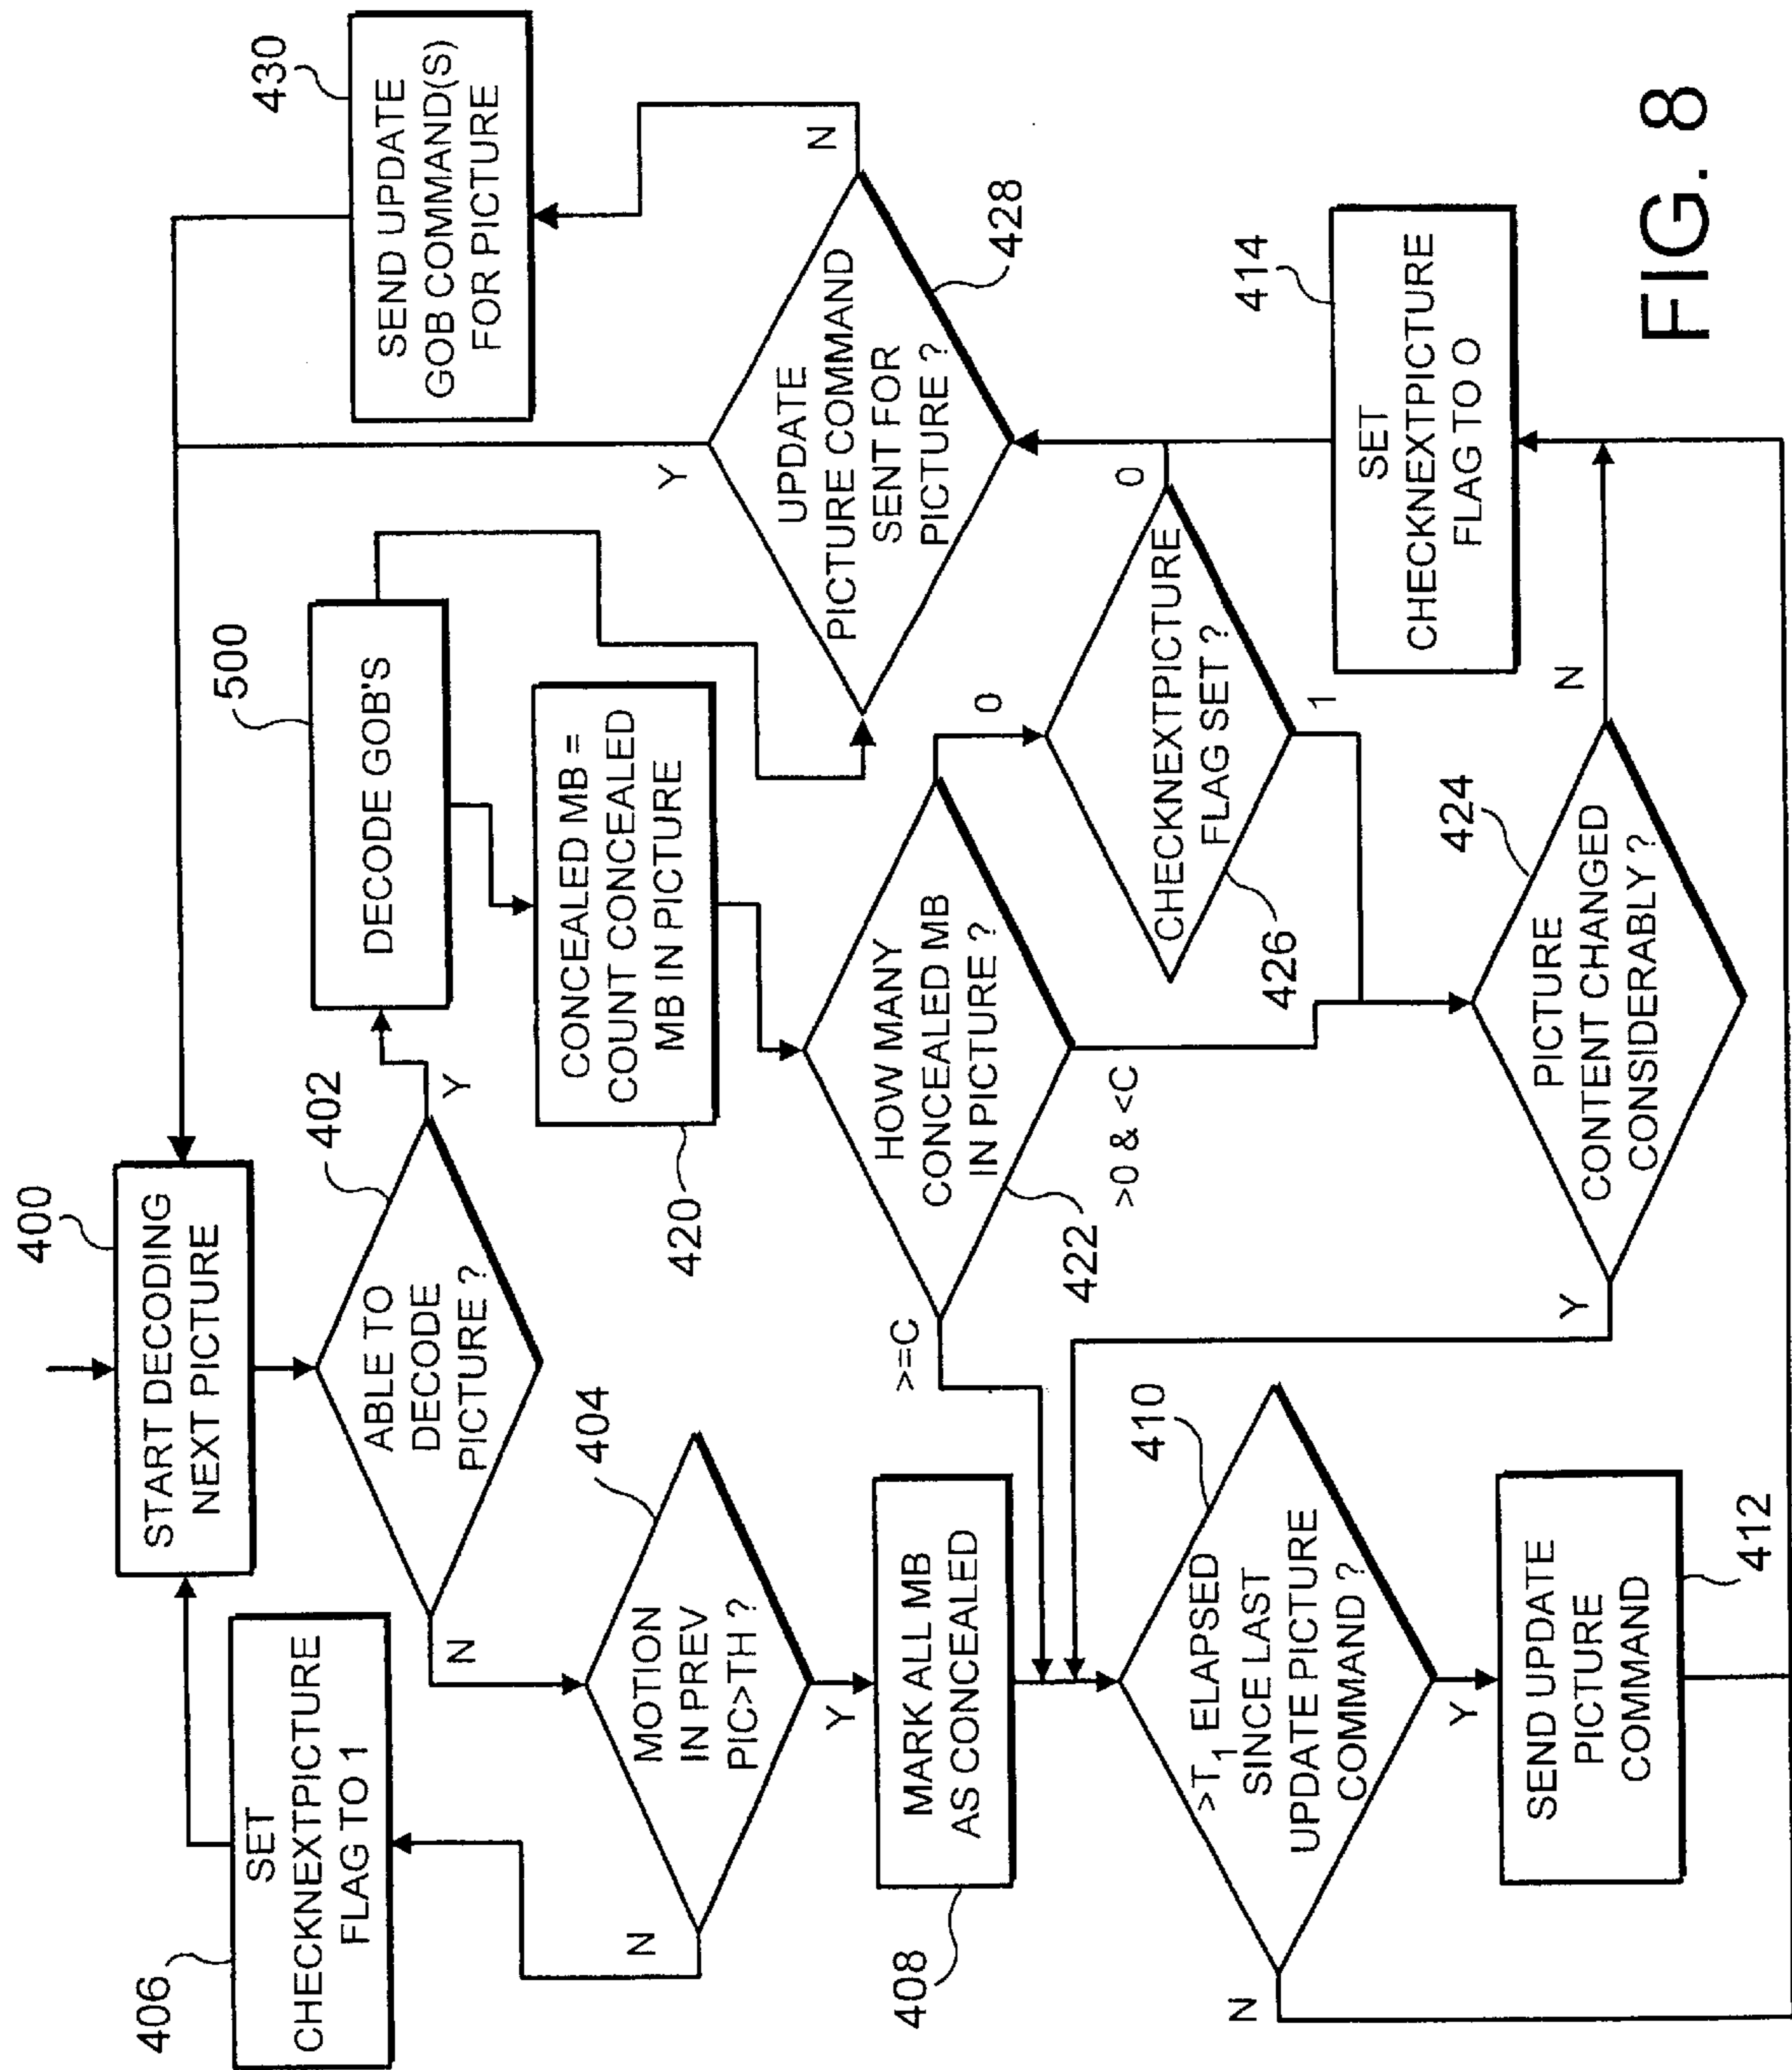 400
START DECODING
NEXT PICTURE
402
ABLE TO
DECODE
PICTURE ?
Y
N
406
SET
CHECKNEXTPICTURE
FLAG TO 1
404
MOTION
IN PREV
PIC>TH ?
N
Y
408
MARK ALL MB
AS CONCEALED
410
>T1 ELAPSED
SINCE LAST
UPDATE PICTURE
COMMAND ?
N
Y
412
SEND UPDATE
PICTURE
COMMAND
500
DECODE GOB'S
420
CONCEALED MB =
COUNT CONCEALED
MB IN PICTURE
422
HOW MANY
CONCEALED MB
IN PICTURE ?
>=C
>0 & <C
0
426
CHECKNEXTPICTURE
FLAG SET ?
0
1
424
PICTURE
CONTENT CHANGED
CONSIDERABLY ?
Y
N
414
SET
CHECKNEXTPICTURE
FLAG TO O
428
UPDATE
PICTURE COMMAND
SENT FOR
PICTURE ?
Y
N
430
SEND UPDATE
GOB COMMAND(S)
FOR PICTURE
FIG. 8